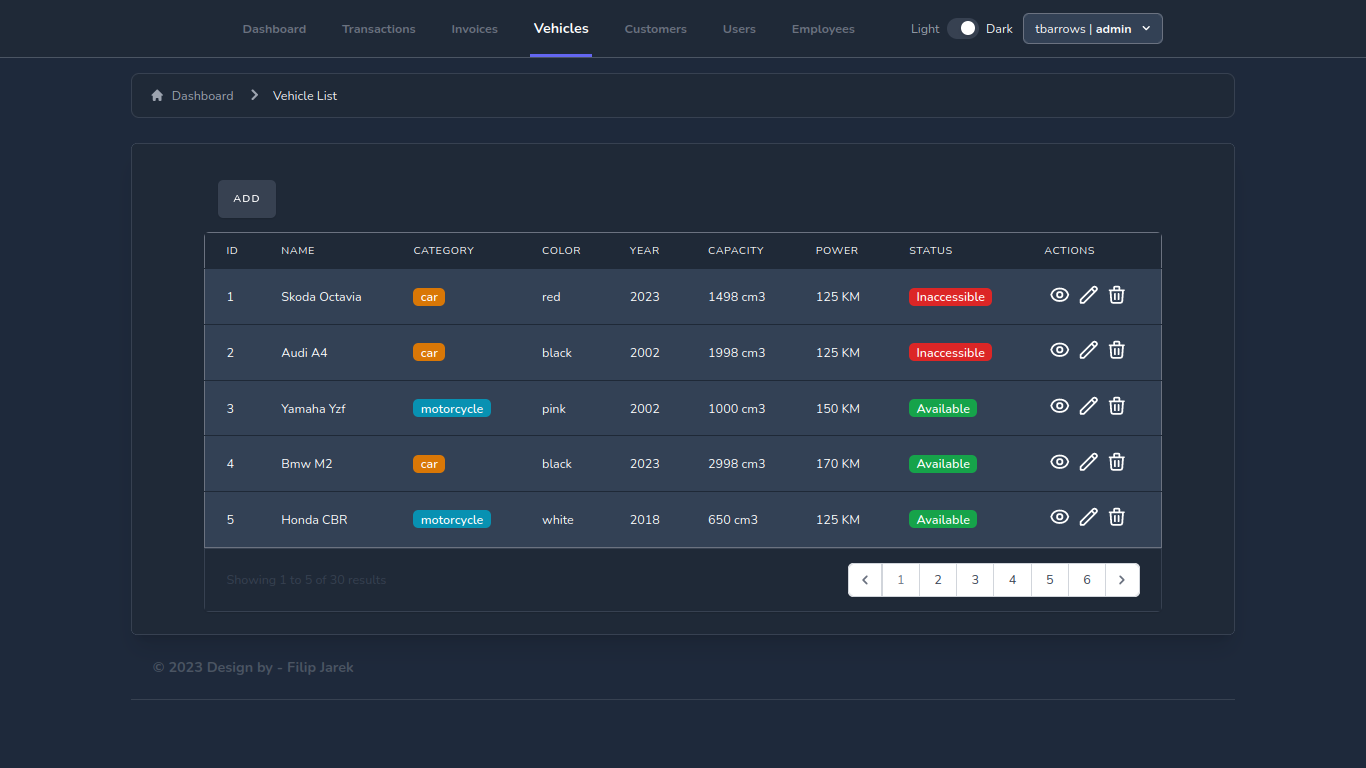 Dashboard Transactions Invoices Vehicles Customers Users Employees Light Dark tbarrows | admin
Dashboard Vehicle List
ADD
ID NAME CATEGORY COLOR YEAR CAPACITY POWER STATUS ACTIONS
1 Skoda Octavia car red 2023 1498 cm3 125 KM Inaccessible
2 Audi A4 car black 2002 1998 cm3 125 KM Inaccessible
3 Yamaha Yzf motorcycle pink 2002 1000 cm3 150 KM Available
4 Bmw M2 car black 2023 2998 cm3 170 KM Available
5 Honda CBR motorcycle white 2018 650 cm3 125 KM Available
Showing 1 to 5 of 30 results 1 2 3 4 5 6
© 2023 Design by - Filip Jarek